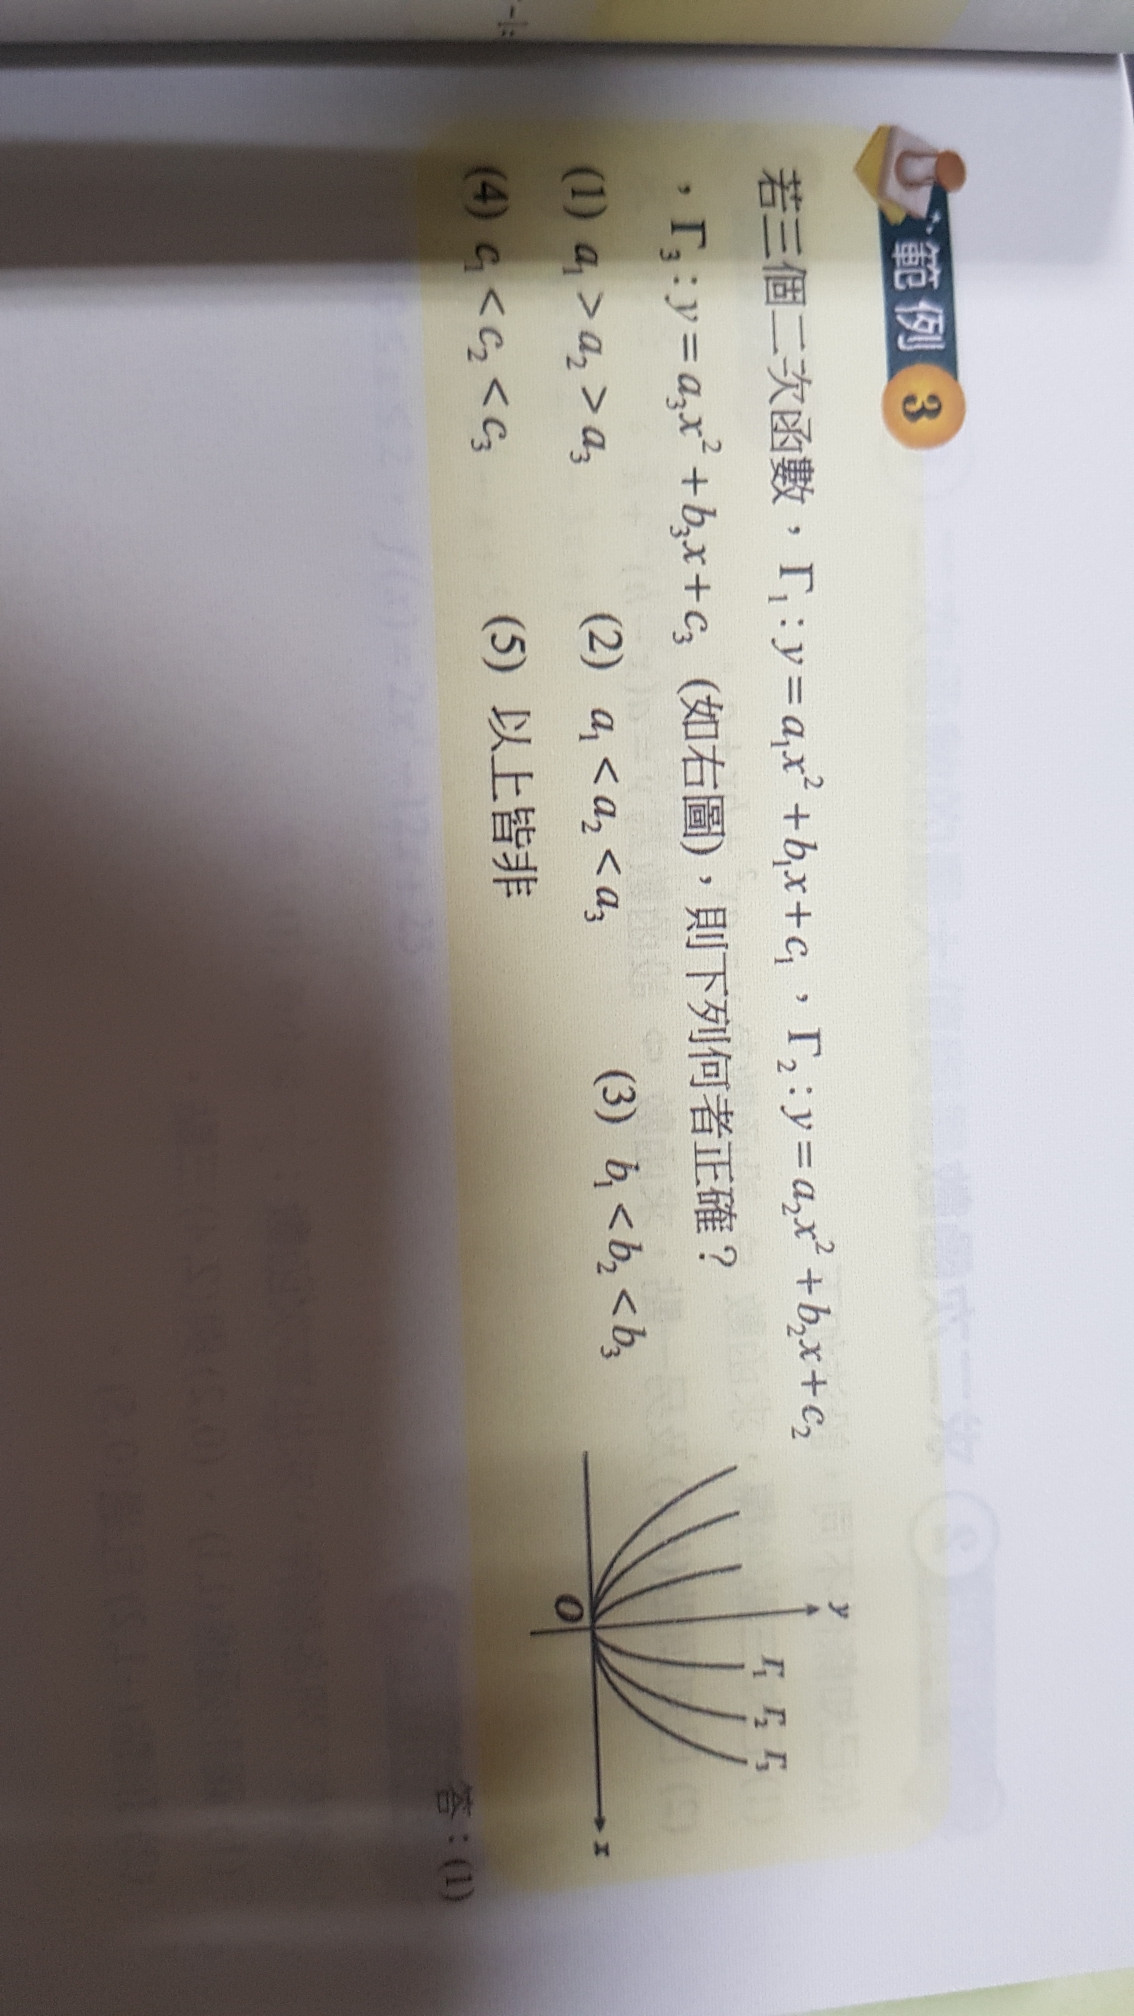 範例 3
若三個二次函數，Γ₁：y＝a₁x²＋b₁x＋c₁，Γ₂：y＝a₂x²＋b₂x＋c₂
，Γ₃：y＝a₃x²＋b₃x＋c₃（如右圖），則下列何者正確？
(1) a₁＞a₂＞a₃ (2) a₁＜a₂＜a₃ (3) b₁＜b₂＜b₃
(4) c₁＜c₂＜c₃ (5) 以上皆非
y
Γ₁ Γ₂ Γ₃
O
x
答：(1)